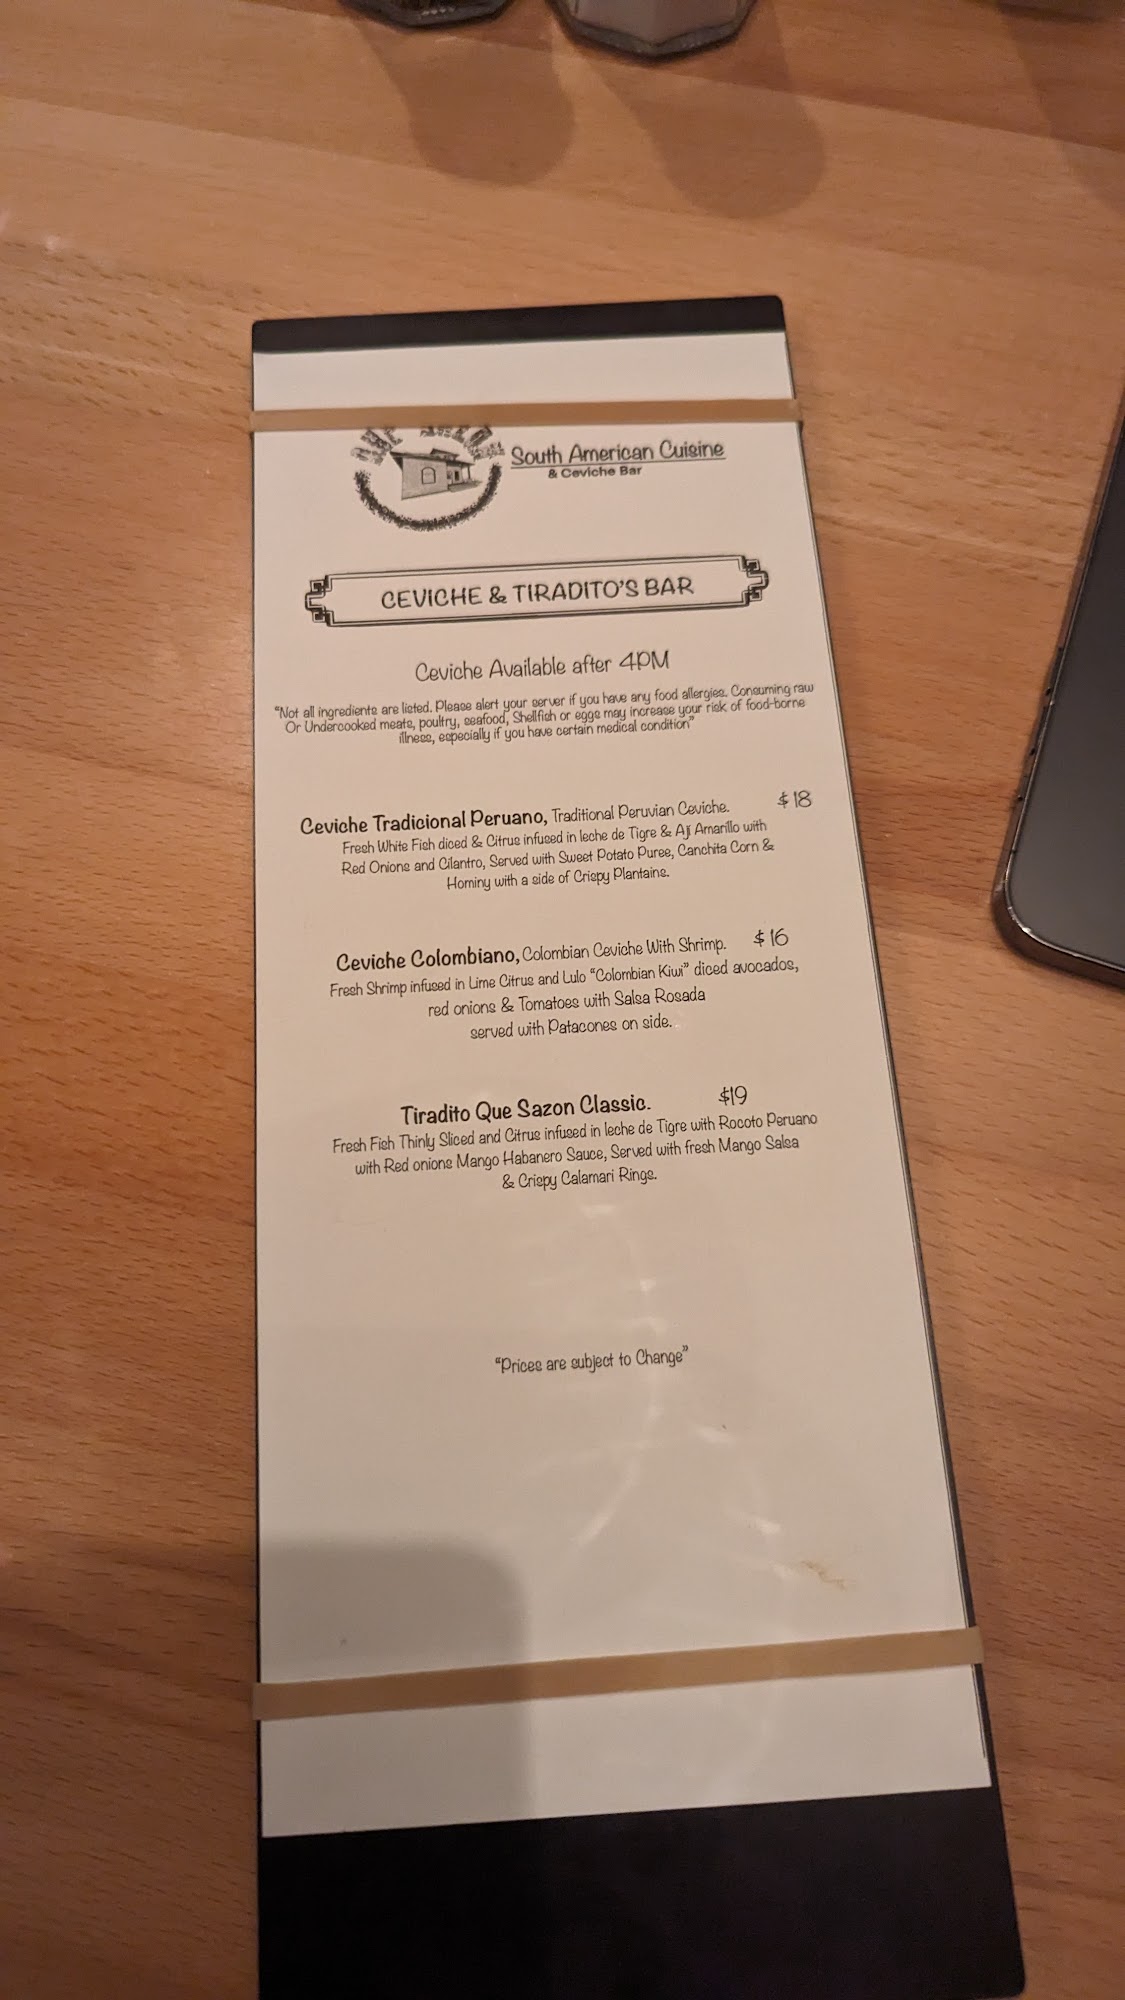 QUE SAZON
South American Cuisine
& Ceviche Bar
CEVICHE & TIRADITO'S BAR
Ceviche Available after 4PM
"Not all ingredients are listed. Please alert your server if you have any food allergies. Consuming raw
Or Undercooked meats, poultry, seafood, Shellfish or eggs may increase your risk of food-borne
illness, especially if you have certain medical condition"
Ceviche Tradicional Peruano, Traditional Peruvian Ceviche. $18
Fresh White Fish diced & Citrus infused in leche de Tigre & Aji Amarillo with
Red Onions and Cilantro, Served with Sweet Potato Puree, Canchita Corn &
Hominy with a side of Crispy Plantains.
Ceviche Colombiano, Colombian Ceviche With Shrimp. $16
Fresh Shrimp infused in Lime Citrus and Lulo "Colombian Kiwi" diced avocados,
red onions & Tomatoes with Salsa Rosada
served with Patacones on side.
Tiradito Que Sazon Classic. $19
Fresh Fish Thinly Sliced and Citrus infused in leche de Tigre with Rocoto Peruano
with Red onions Mango Habanero Sauce, Served with fresh Mango Salsa
& Crispy Calamari Rings.
"Prices are subject to Change"